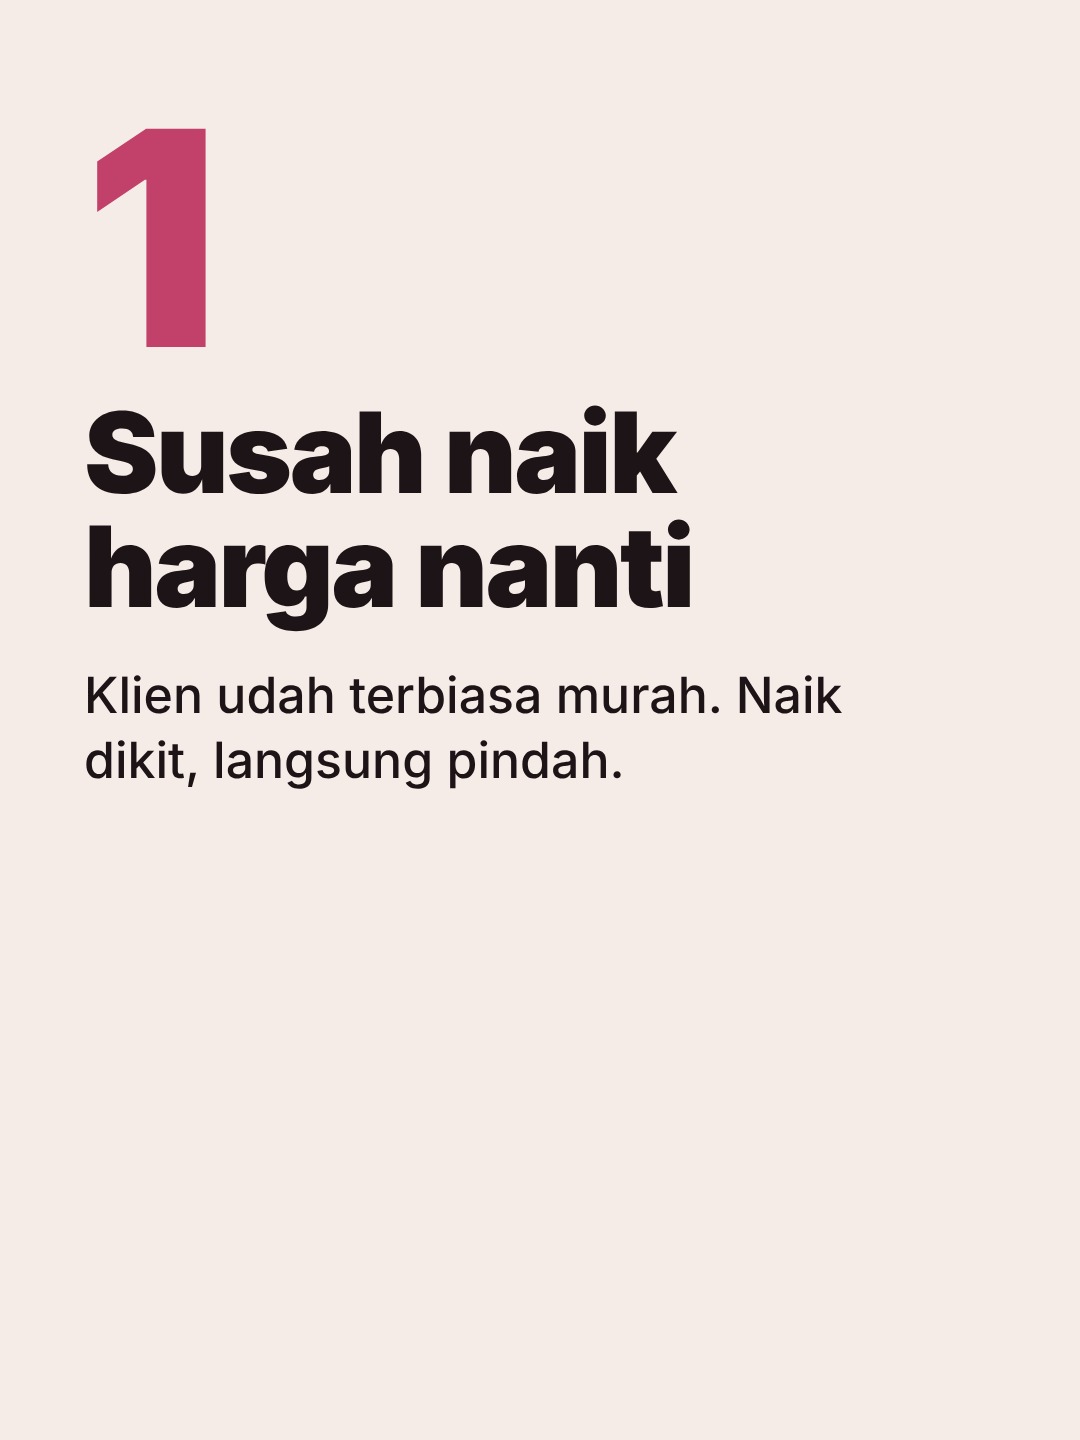 1
Susah naik
harga nanti
Klien udah terbiasa murah. Naik
dikit, langsung pindah.